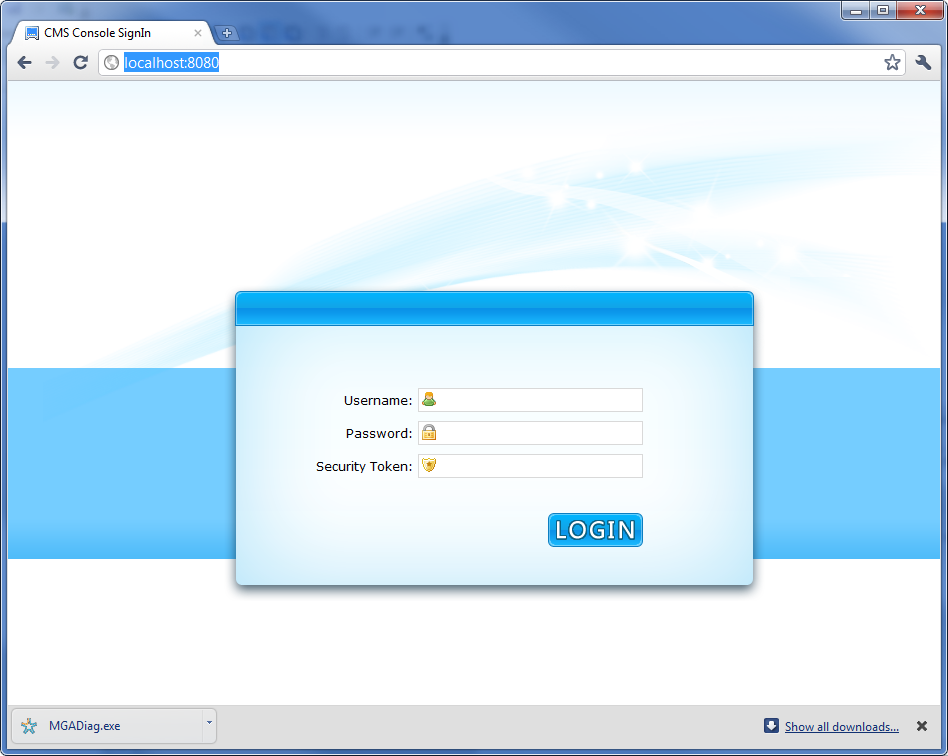 CMS Console SignIn
localhost:8080
Username:
Password:
Security Token:
LOGIN
MGADiag.exe
Show all downloads...